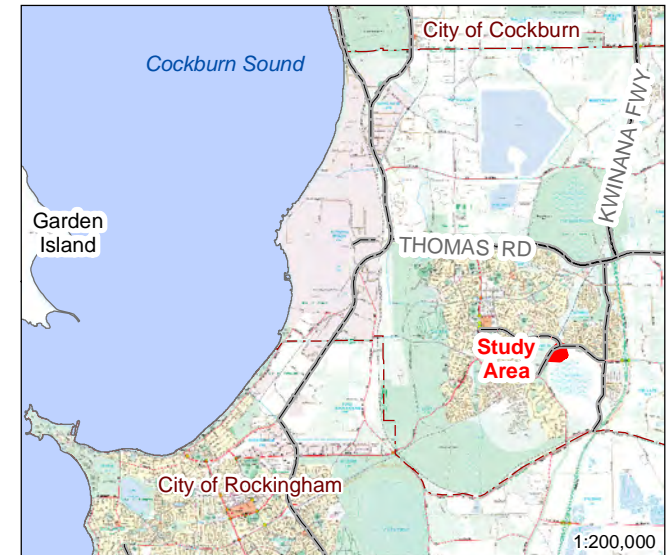 City of Cockburn
Cockburn Sound
KWINANA FWY
Garden
Island
THOMAS RD
Study
Area
City of Rockingham
1:200,000